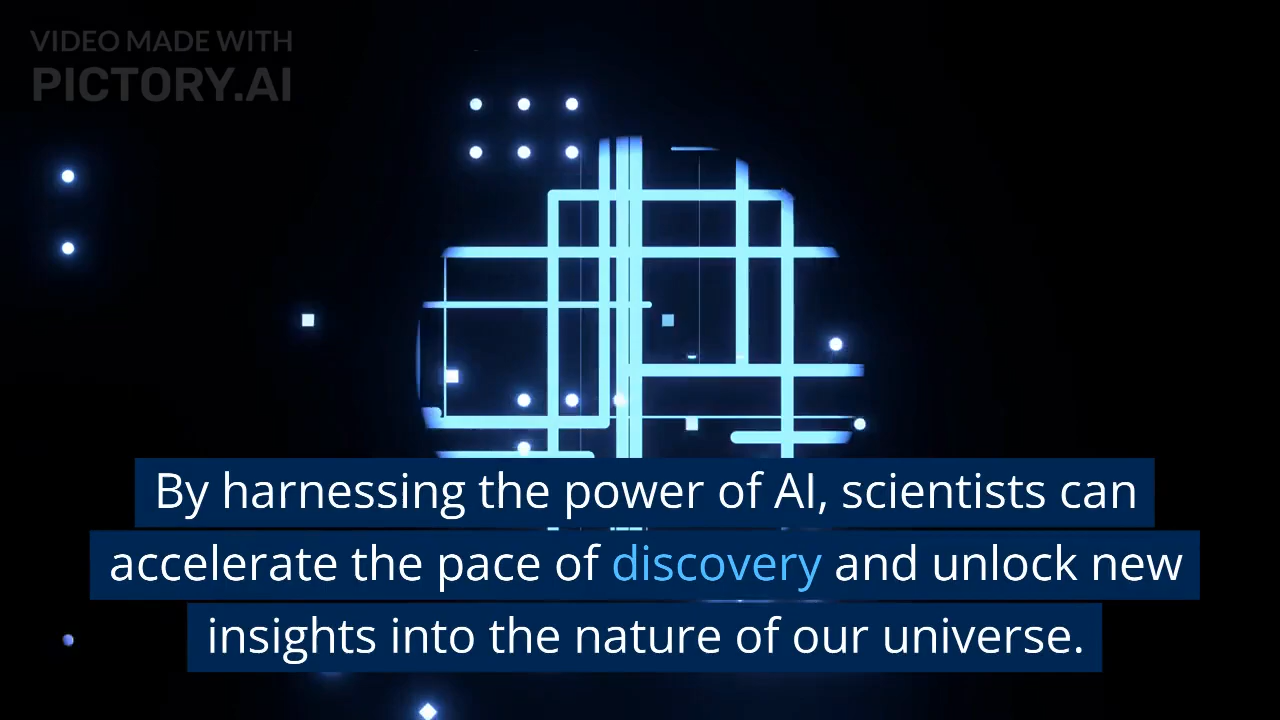 VIDEO MADE WITH
PICTORY.AI
By harnessing the power of AI, scientists can
accelerate the pace of discovery and unlock new
insights into the nature of our universe.